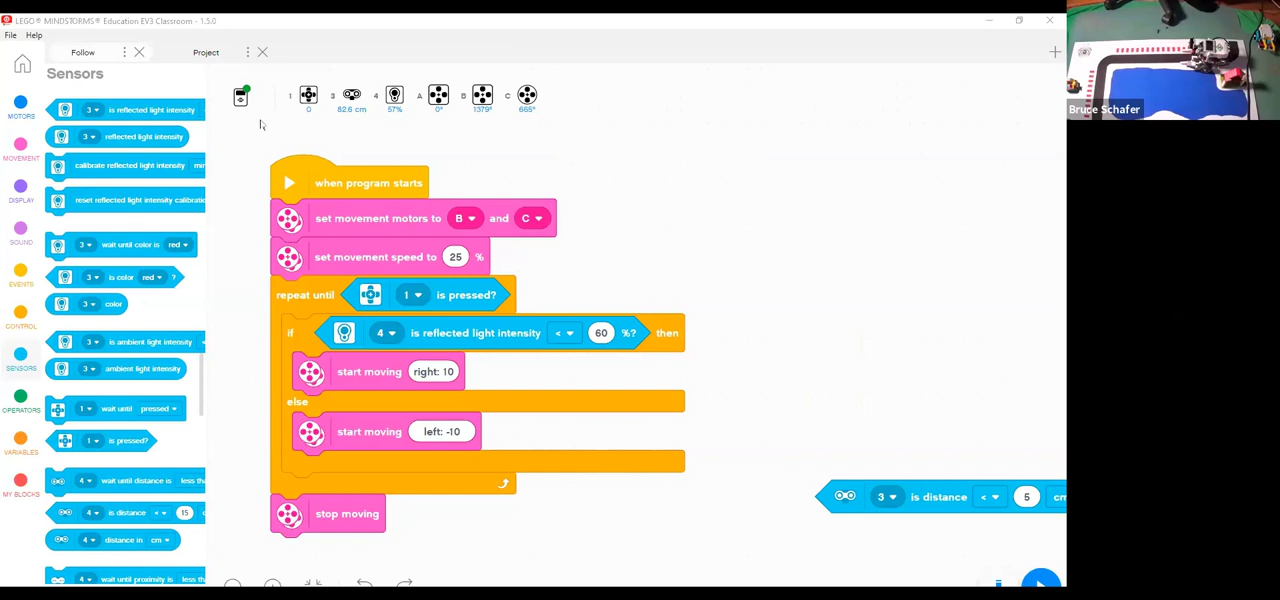 LEGO® MINDSTORMS® Education EV3 Classroom - 1.5.0
File Help
Follow
Project
Sensors
1 3 4 A B C
0 82.6 cm 57% 0° 1379° 665°
Bruce Schafer
MOTORS
MOVEMENT
DISPLAY
SOUND
EVENTS
CONTROL
SENSORS
OPERATORS
VARIABLES
MY BLOCKS
3 is reflected light intensity
3 reflected light intensity
calibrate reflected light intensity
reset reflected light intensity
3 wait until color is red
3 is color red ?
3 color
3 is ambient light intensity
3 ambient light intensity
1 wait until pressed
1 is pressed?
4 wait until distance is less
4 is distance < 15
4 distance in cm
4 wait until proximity is less
when program starts
set movement motors to B and C
set movement speed to 25 %
repeat until 1 is pressed?
if 4 is reflected light intensity < 60 %? then
start moving right: 10
else
start moving left: -10
stop moving
3 is distance < 5 cm